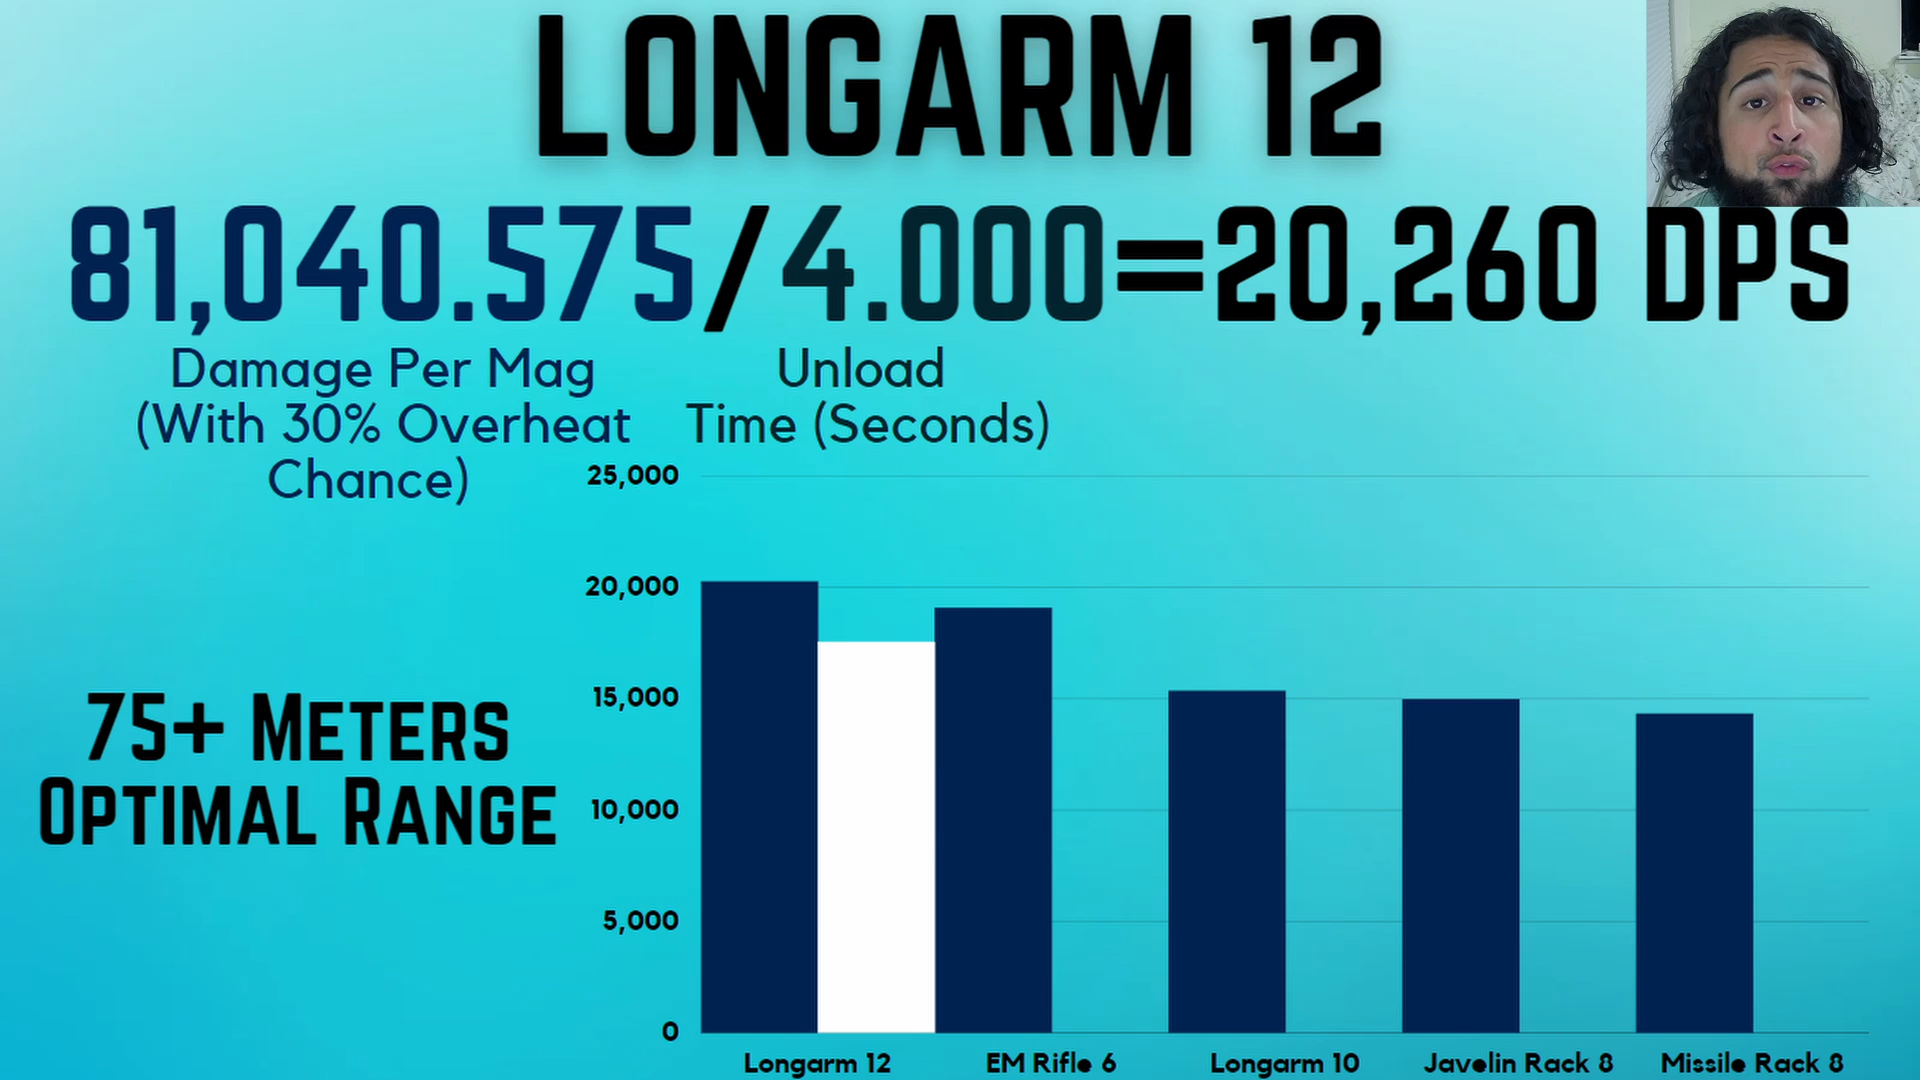 LONGARM 12
81,040.575/4.000=20,260 DPS
Damage Per Mag
(With 30% Overheat
Chance)
Unload
Time (Seconds)
75+ METERS
OPTIMAL RANGE
25,000
20,000
15,000
10,000
5,000
0
Longarm 12
EM Rifle 6
Longarm 10
Javelin Rack 8
Missile Rack 8